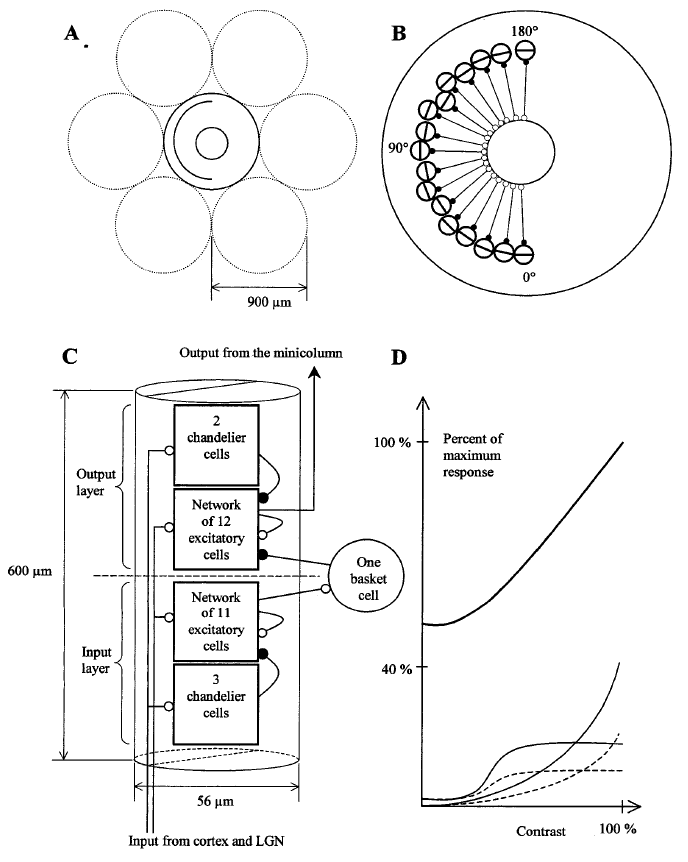 A
900 µm
B
180°
90°
0°
C
Output from the minicolumn
2
chandelier
cells
Output
layer
Network
of 12
excitatory
cells
600 µm
One
basket
cell
Network
of 11
excitatory
cells
Input
layer
3
chandelier
cells
56 µm
Input from cortex and LGN
D
100 %
Percent of
maximum
response
40 %
Contrast
100 %